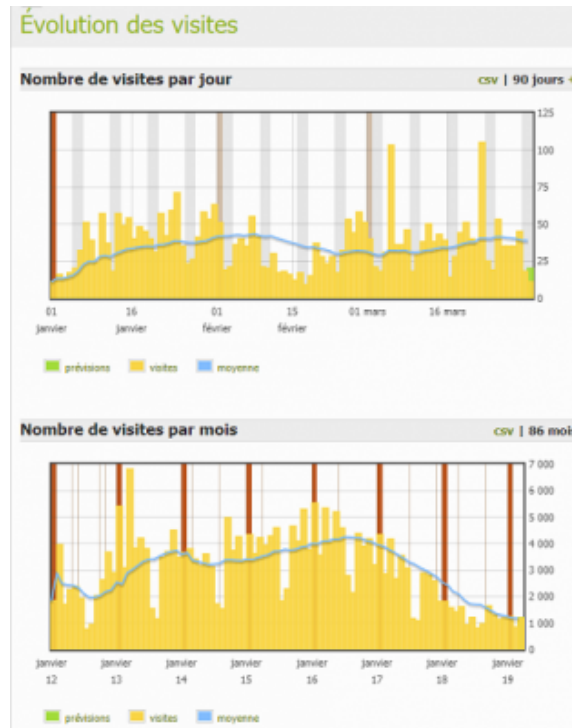 Évolution des visites
Nombre de visites par jour csv | 90 jours
125
100
75
50
25
0
01 janvier
16 janvier
01 février
15 février
01 mars
16 mars
prévisions visites moyenne
Nombre de visites par mois csv | 86 mois
7 000
6 000
5 000
4 000
3 000
2 000
1 000
0
janvier 12
janvier 13
janvier 14
janvier 15
janvier 16
janvier 17
janvier 18
janvier 19
prévisions visites moyenne